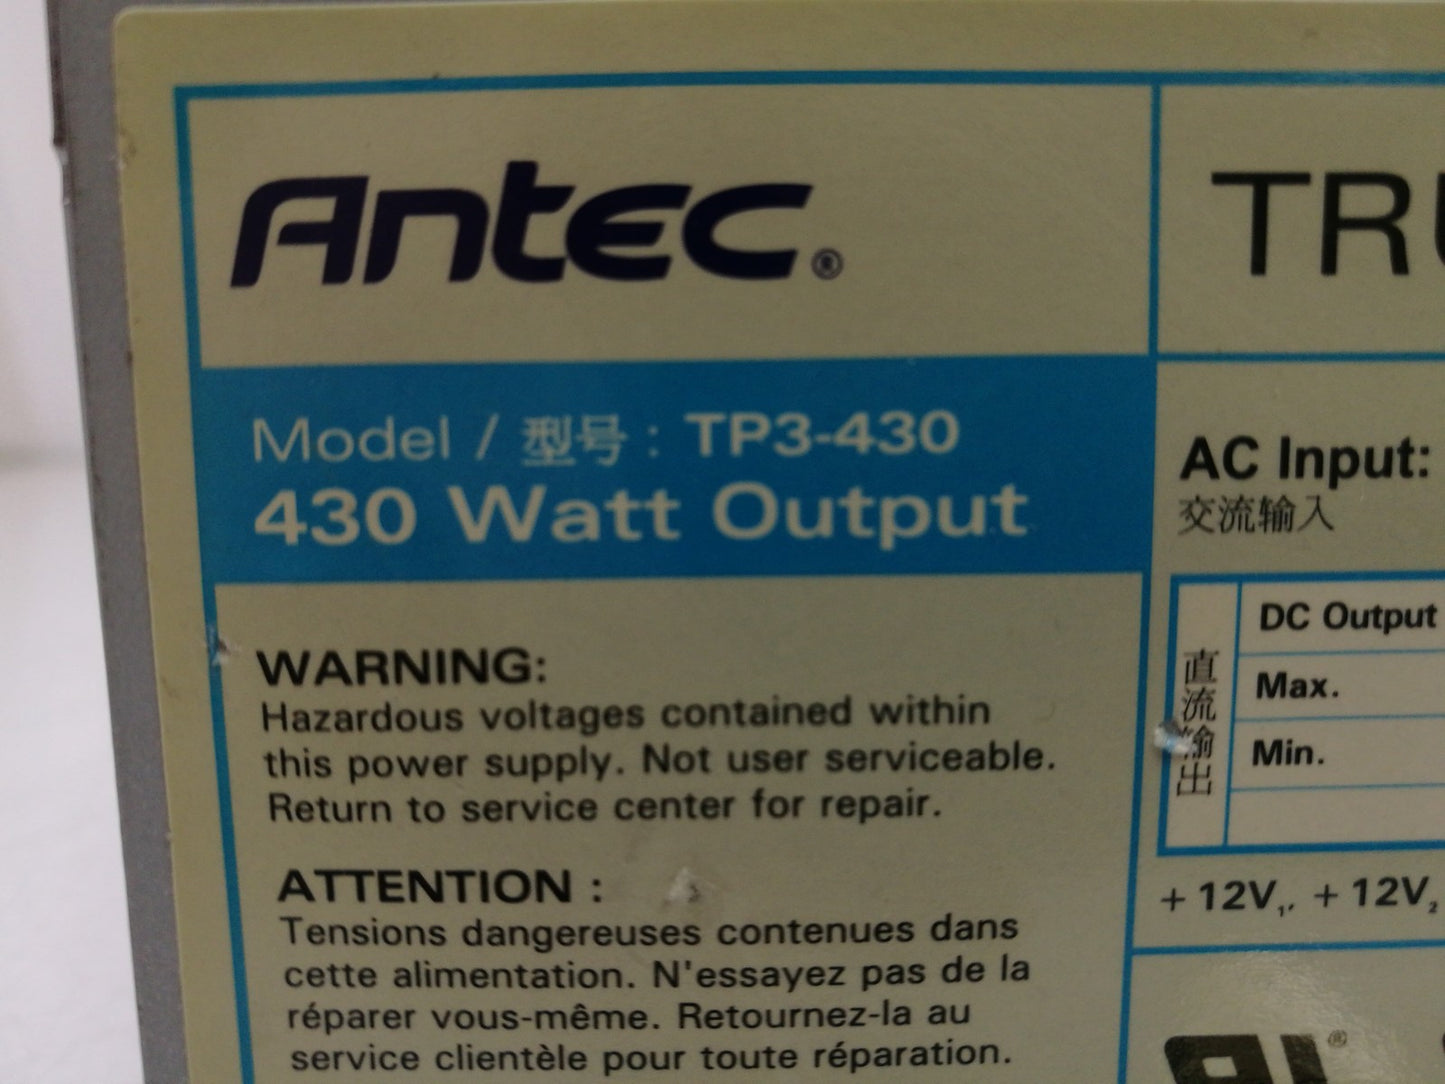 Antec®
TRU
Model / 型号 : TP3-430
430 Watt Output
AC Input:
交流输入
WARNING:
Hazardous voltages contained within
this power supply. Not user serviceable.
Return to service center for repair.
ATTENTION :
Tensions dangereuses contenues dans
cette alimentation. N'essayez pas de la
réparer vous-même. Retournez-la au
service clientèle pour toute réparation.
直流输出
DC Output
Max.
Min.
+ 12V1, + 12V2